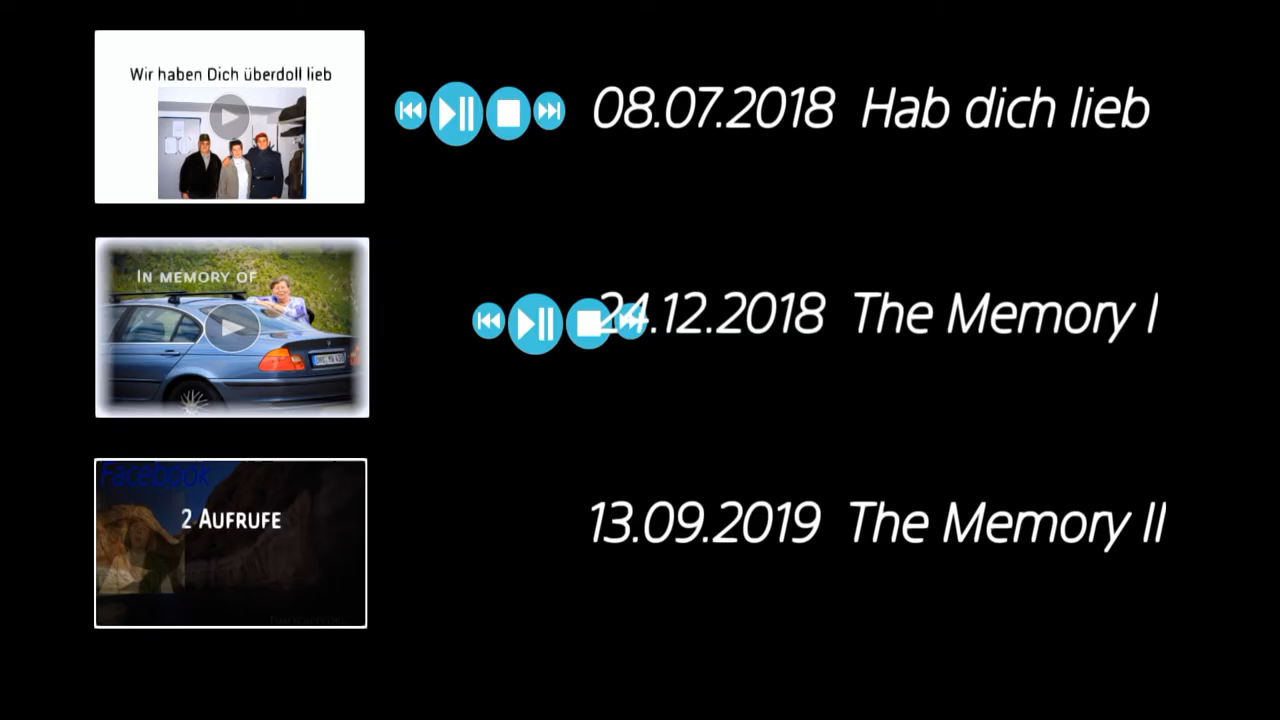 Wir haben Dich überdoll lieb
08.07.2018 Hab dich lieb
IN MEMORY OF
24.12.2018 The Memory I
Facebook
2 AUFRUFE
13.09.2019 The Memory II